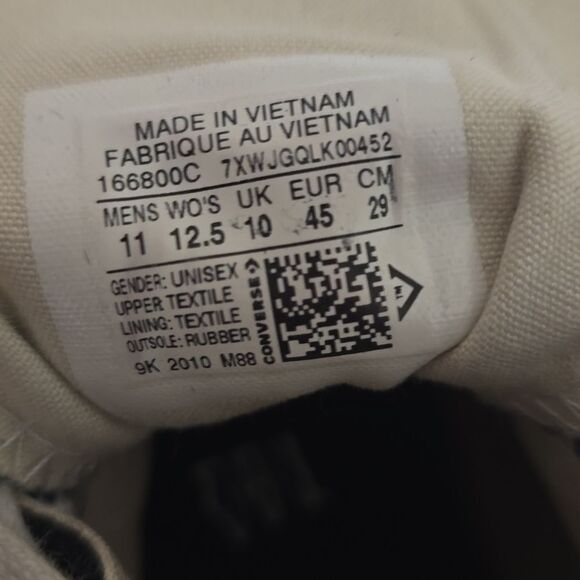 MADE IN VIETNAM
FABRIQUE AU VIETNAM
166800C 7XWJGQLK00452
MENS WO'S UK EUR CM
11 12.5 10 45 29
GENDER: UNISEX
UPPER TEXTILE
LINING: TEXTILE
OUTSOLE: RUBBER
9K 2010 M88
CONVERSE
TM